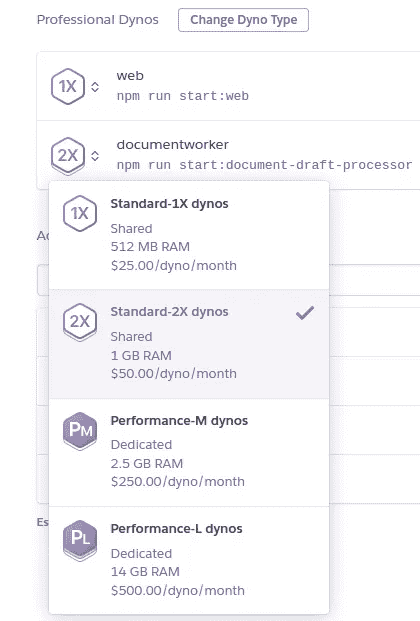 Professional Dynos Change Dyno Type
1X
web
npm run start:web
2X
documentworker
npm run start:document-draft-processor
1X
Standard-1X dynos
Shared
512 MB RAM
$25.00/dyno/month
2X
Standard-2X dynos
Shared
1 GB RAM
$50.00/dyno/month
PM
Performance-M dynos
Dedicated
2.5 GB RAM
$250.00/dyno/month
PL
Performance-L dynos
Dedicated
14 GB RAM
$500.00/dyno/month